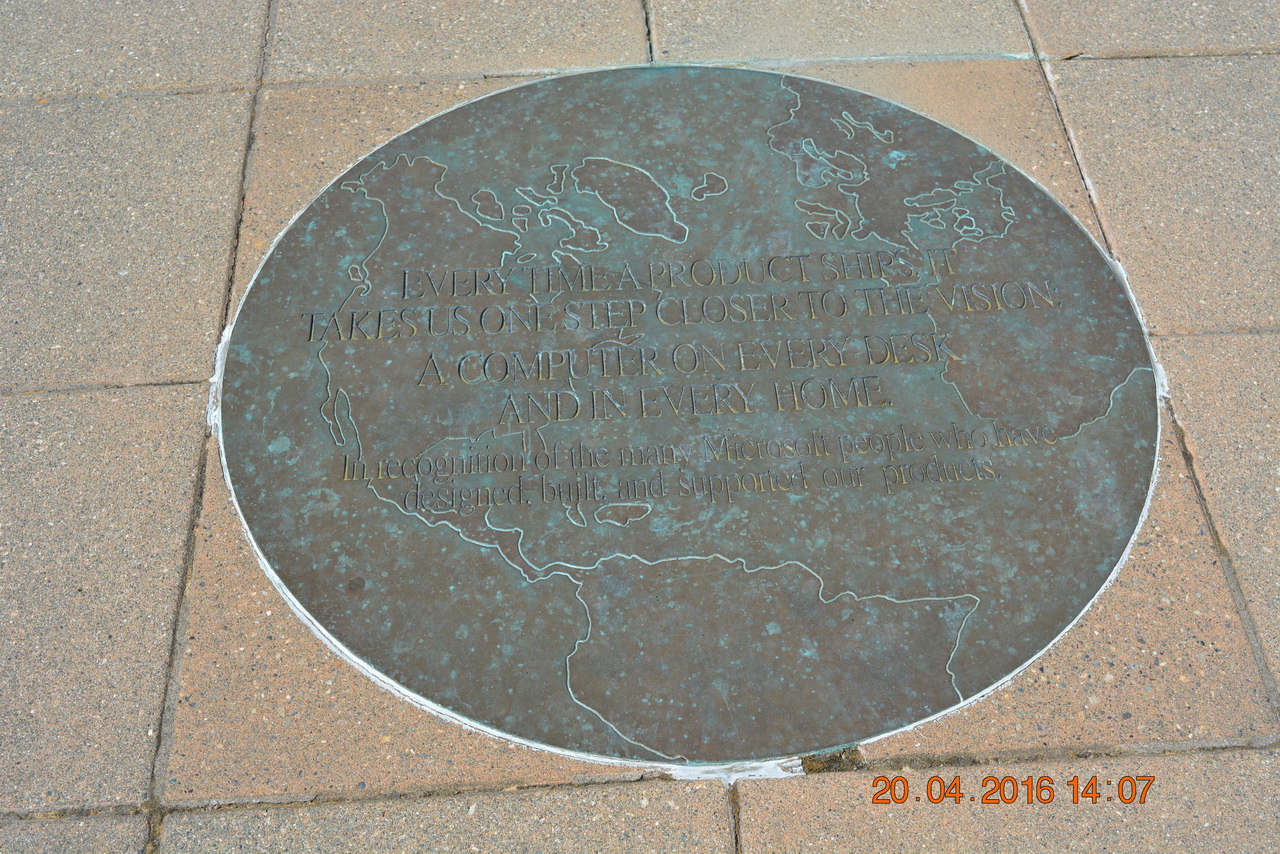 EVERY TIME A PRODUCT SHIPS, IT
TAKES US ONE STEP CLOSER TO THE VISION:
A COMPUTER ON EVERY DESK
AND IN EVERY HOME.
In recognition of the many Microsoft people who have
designed, built, and supported our products.
20.04.2016 14:07